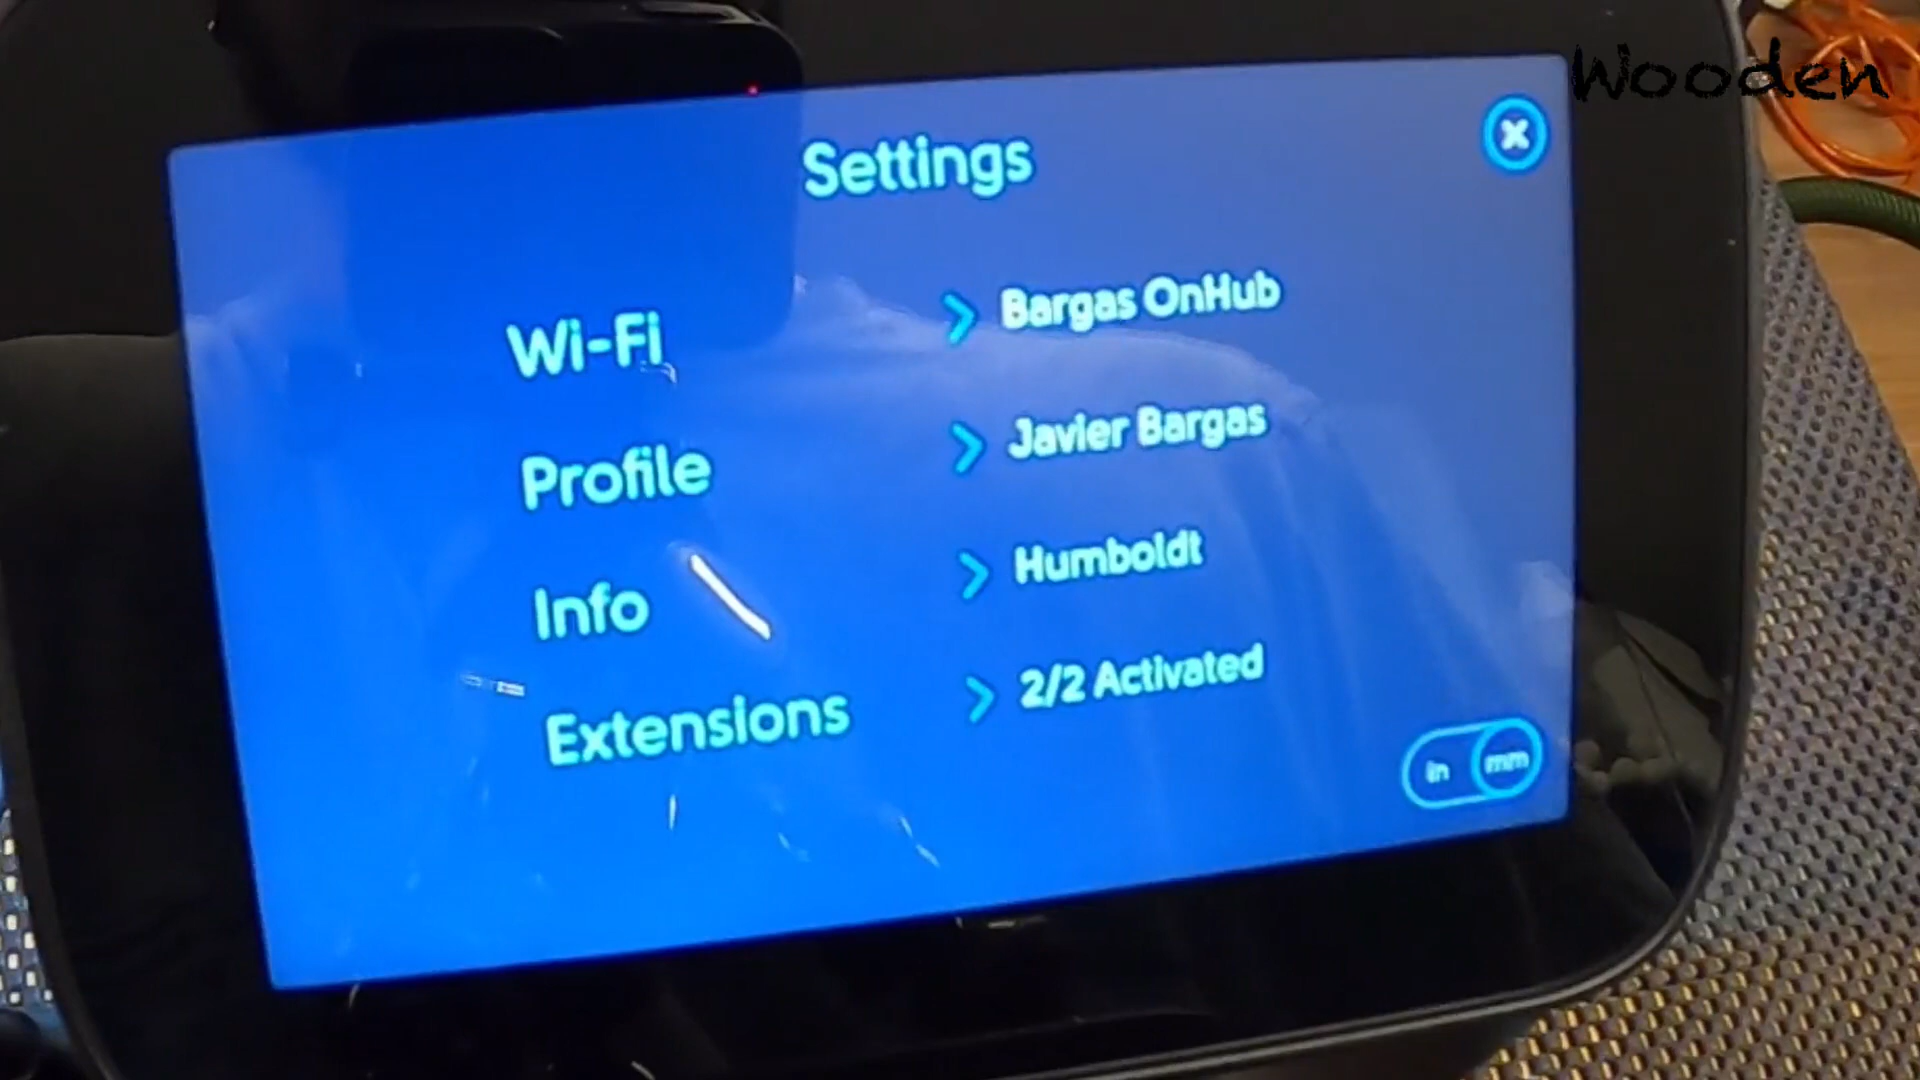 Wooden
Settings
Wi-Fi
Bargas OnHub
Profile
Javier Bargas
Info
Humboldt
Extensions
2/2 Activated
in mm